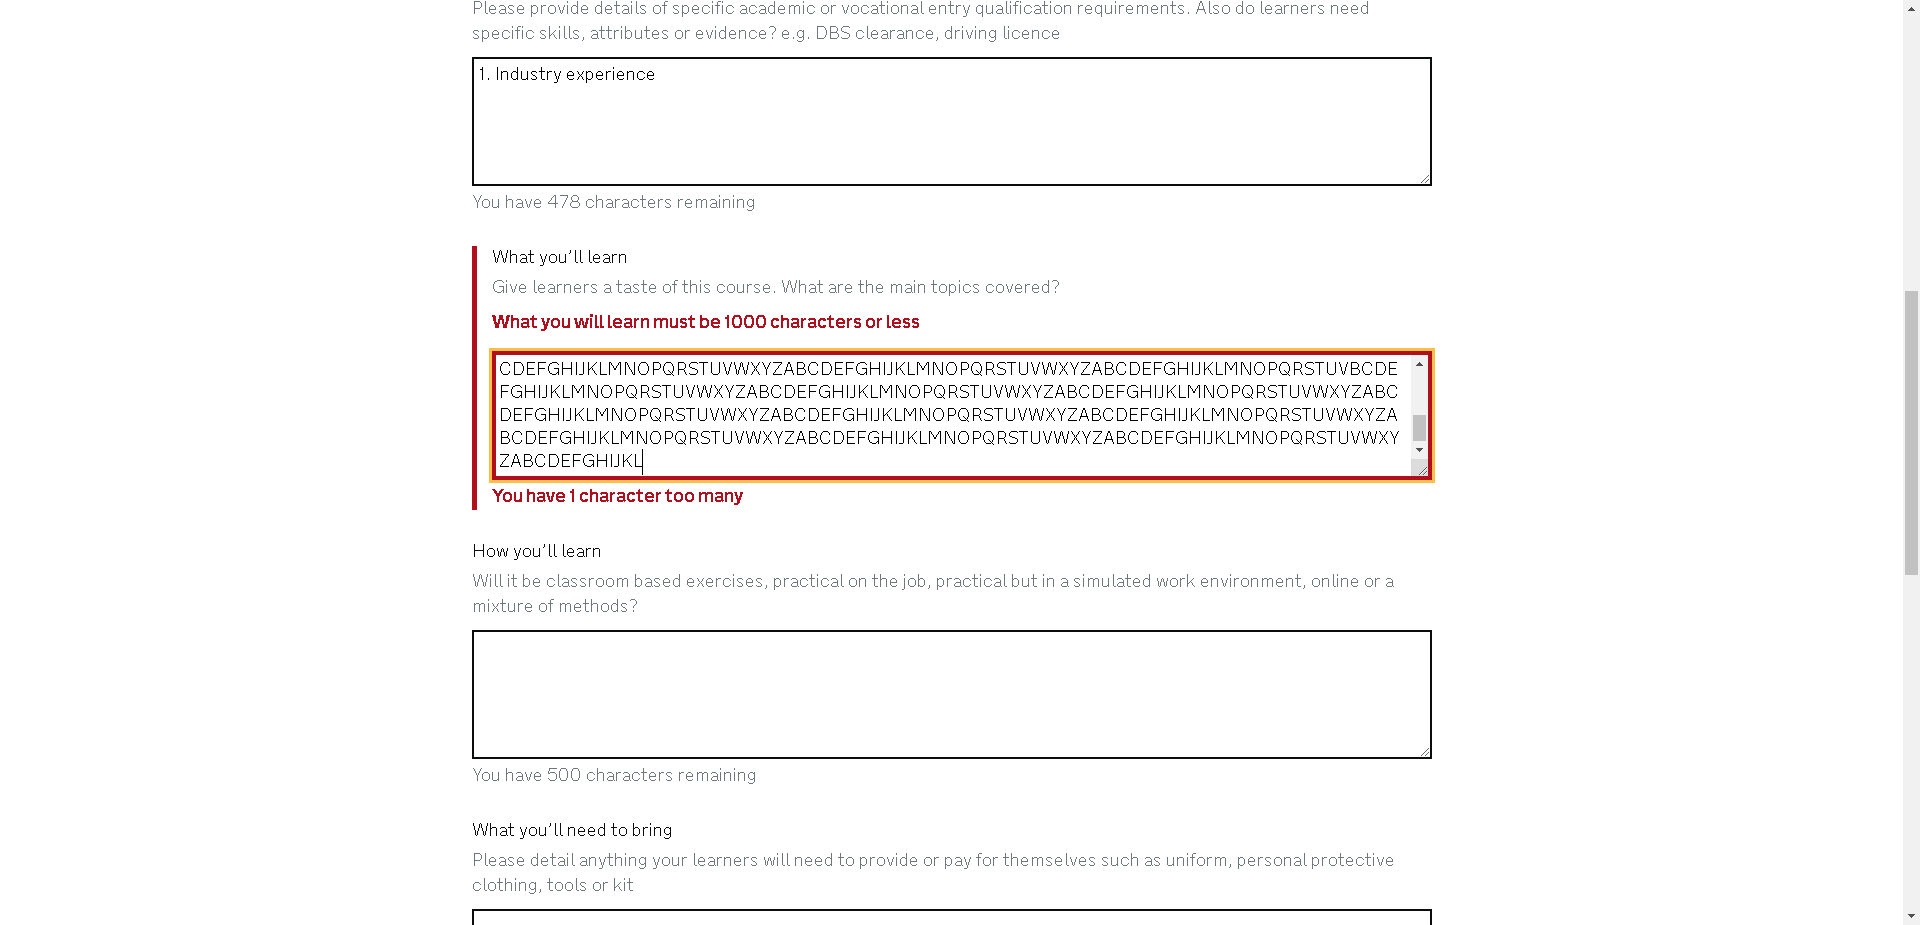 Please provide details of specific academic or vocational entry qualification requirements. Also do learners need
specific skills, attributes or evidence? e.g. DBS clearance, driving licence
1. Industry experience
You have 478 characters remaining
What you'll learn
Give learners a taste of this course. What are the main topics covered?
What you will learn must be 1000 characters or less
CDEFGHIJKLMNOPQRSTUVWXYZABCDEFGHIJKLMNOPQRSTUVWXYZABCDEFGHIJKLMNOPQRSTUVBCDE
FGHIJKLMNOPQRSTUVWXYZABCDEFGHIJKLMNOPQRSTUVWXYZABCDEFGHIJKLMNOPQRSTUVWXYZABC
DEFGHIJKLMNOPQRSTUVWXYZABCDEFGHIJKLMNOPQRSTUVWXYZABCDEFGHIJKLMNOPQRSTUVWXYZA
BCDEFGHIJKLMNOPQRSTUVWXYZABCDEFGHIJKLMNOPQRSTUVWXYZABCDEFGHIJKLMNOPQRSTUVWXY
ZABCDEFGHIJKL
You have 1 character too many
How you'll learn
Will it be classroom based exercises, practical on the job, practical but in a simulated work environment, online or a
mixture of methods?
You have 500 characters remaining
What you'll need to bring
Please detail anything your learners will need to provide or pay for themselves such as uniform, personal protective
clothing, tools or kit